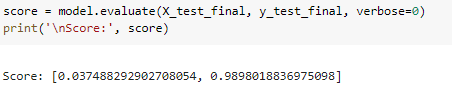 score = model.evaluate(X_test_final, y_test_final, verbose=0)
print('\nScore:', score)
Score: [0.037488292902708054, 0.9898018836975098]